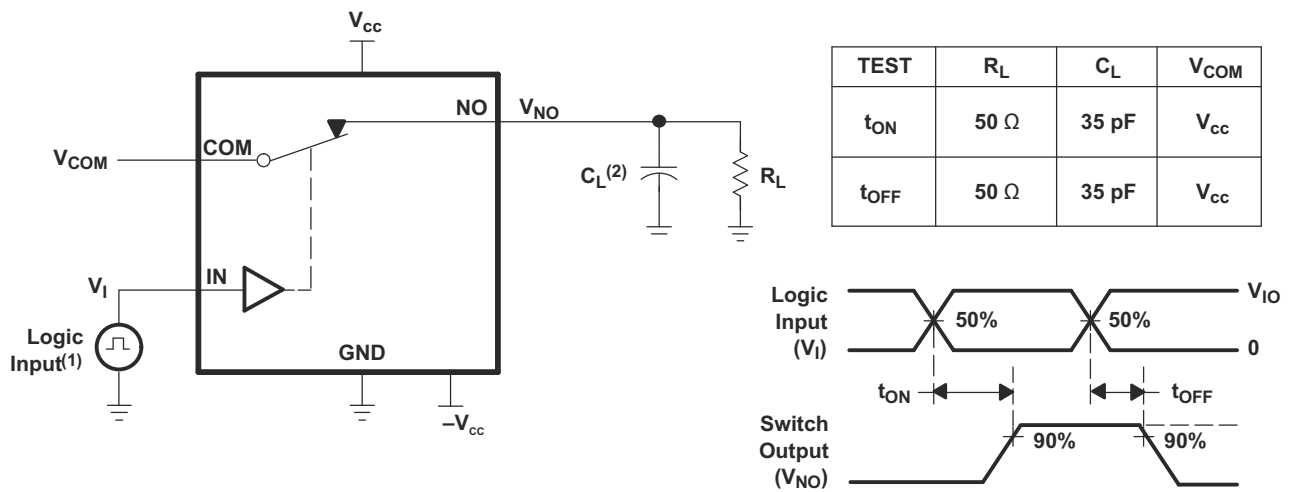 Vcc
NO
VNO
COM
VCOM
CL(2)
RL
IN
VI
Logic
Input(1)
GND
–Vcc
TEST RL CL VCOM
tON 50 Ω 35 pF Vcc
tOFF 50 Ω 35 pF Vcc
Logic
Input
(VI)
50%
50%
VIO
0
tON
tOFF
Switch
Output
(VNO)
90%
90%